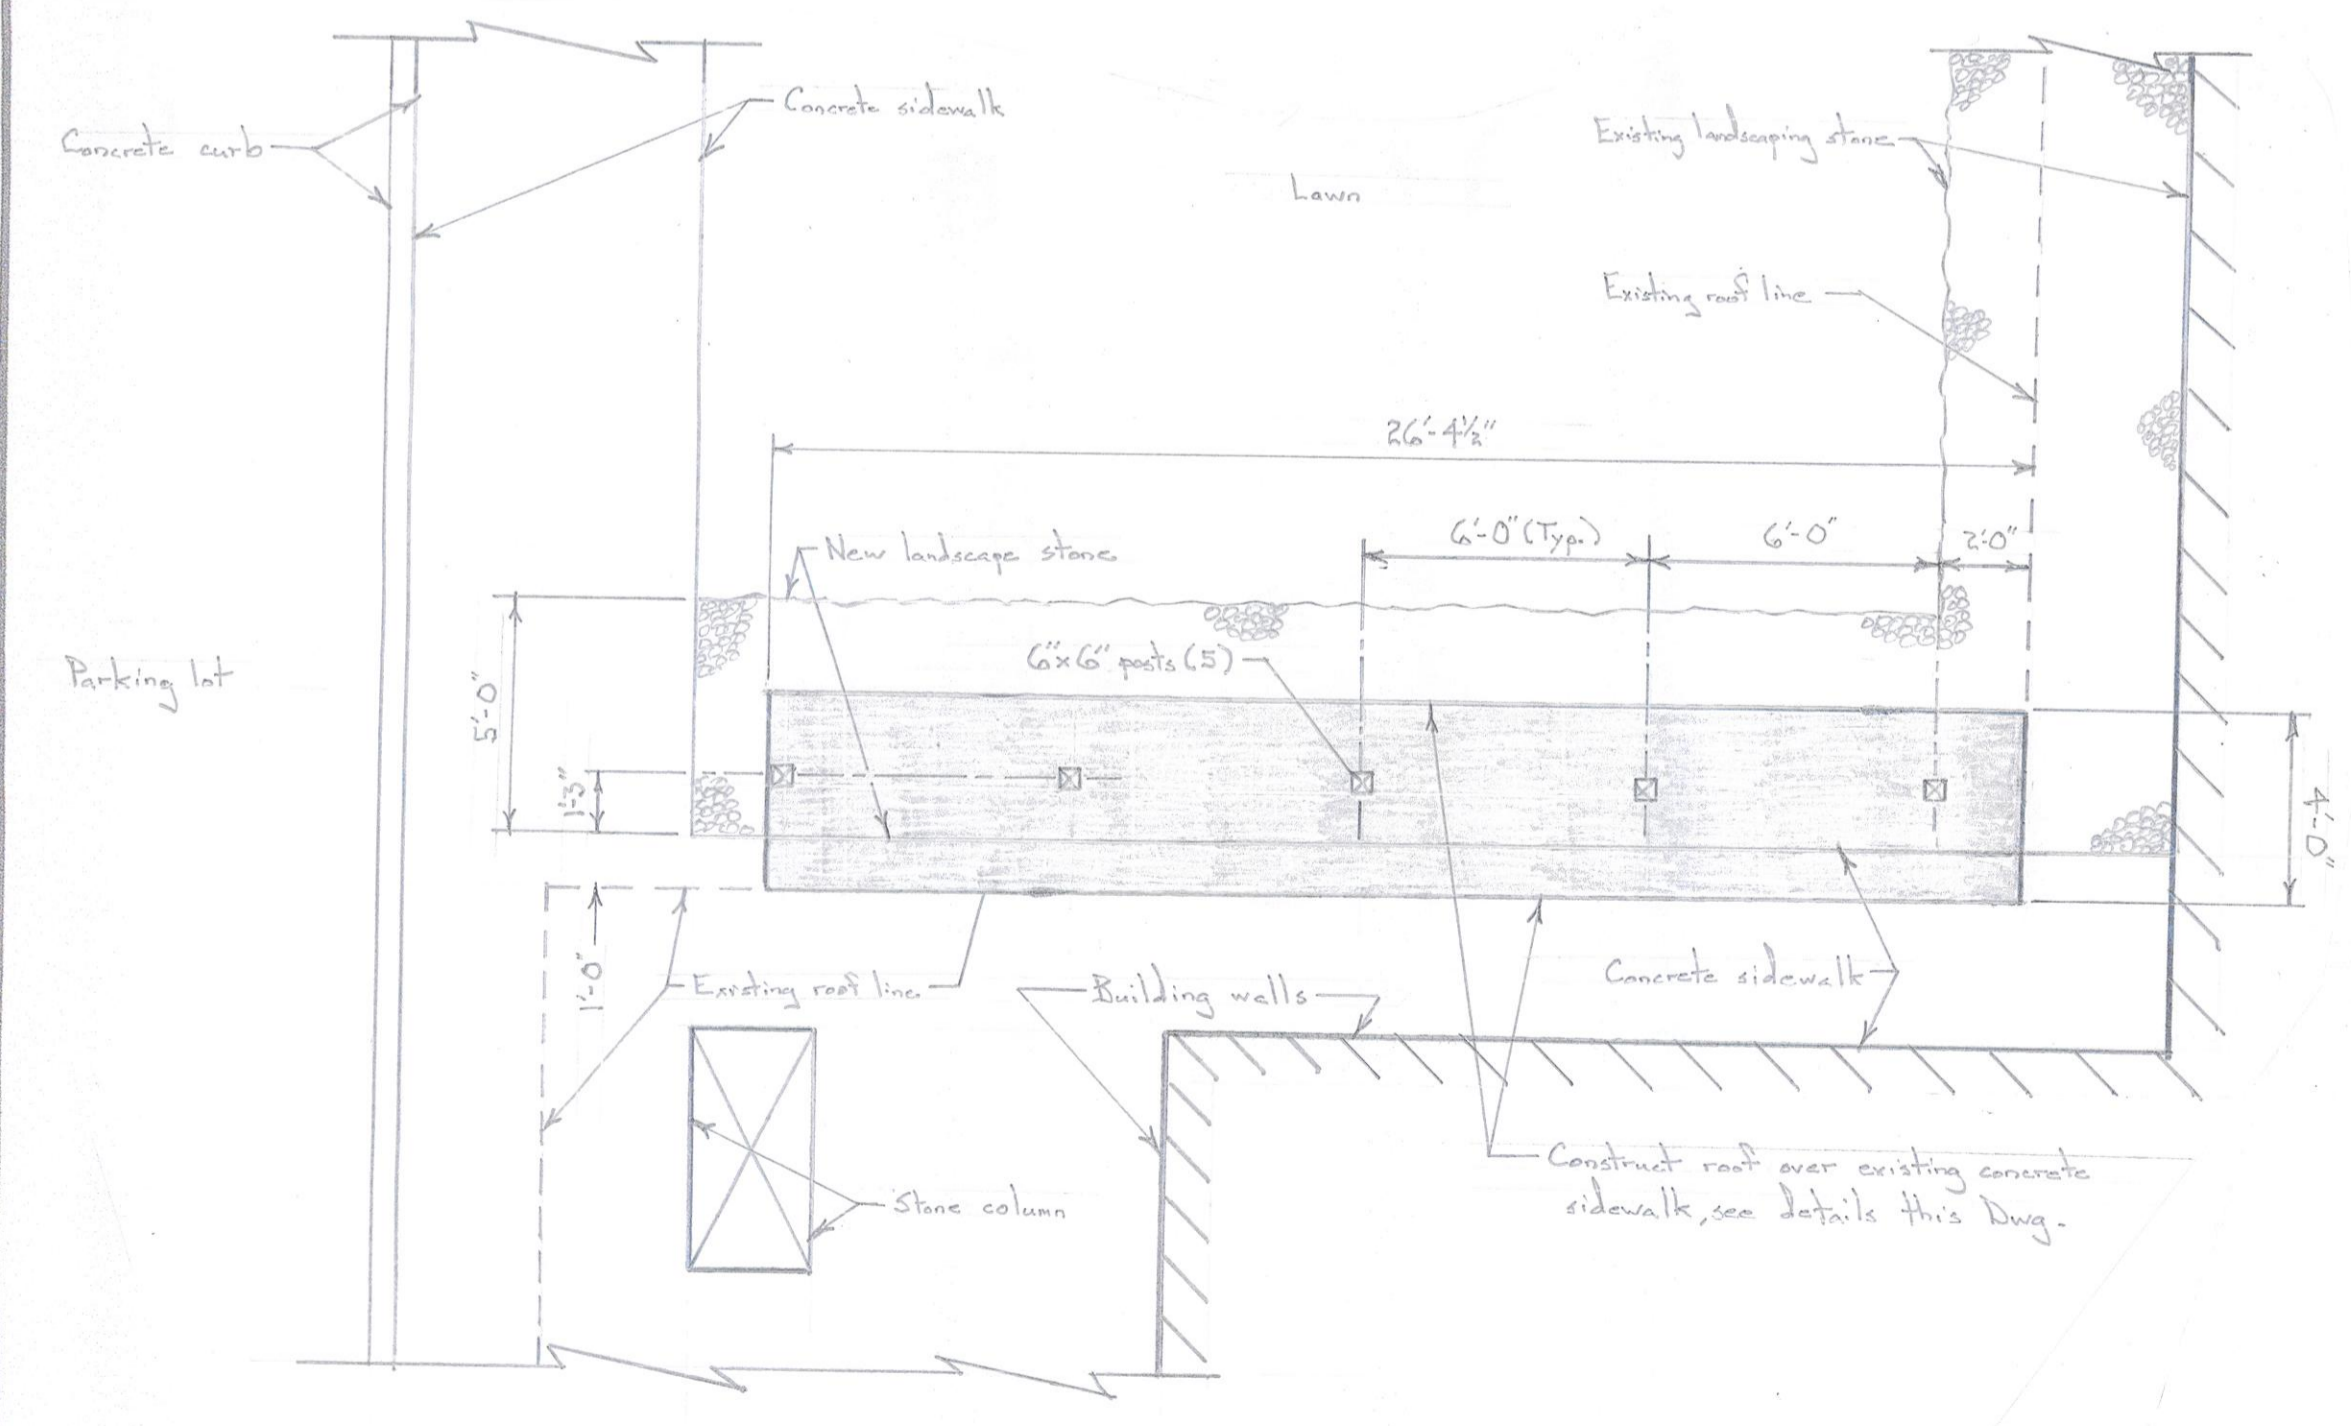 Concrete curb
Concrete sidewalk
Lawn
Existing landscaping stone
Existing roof line
26'-4½"
6'-0" (Typ.)
6'-0"
2'-0"
New landscape stone
6"x6" posts (5)
Parking lot
5'-0"
1'-3"
4'-0"
1'-0"
Existing roof line
Building walls
Concrete sidewalk
Stone column
Construct roof over existing concrete
sidewalk, see details this Dwg.